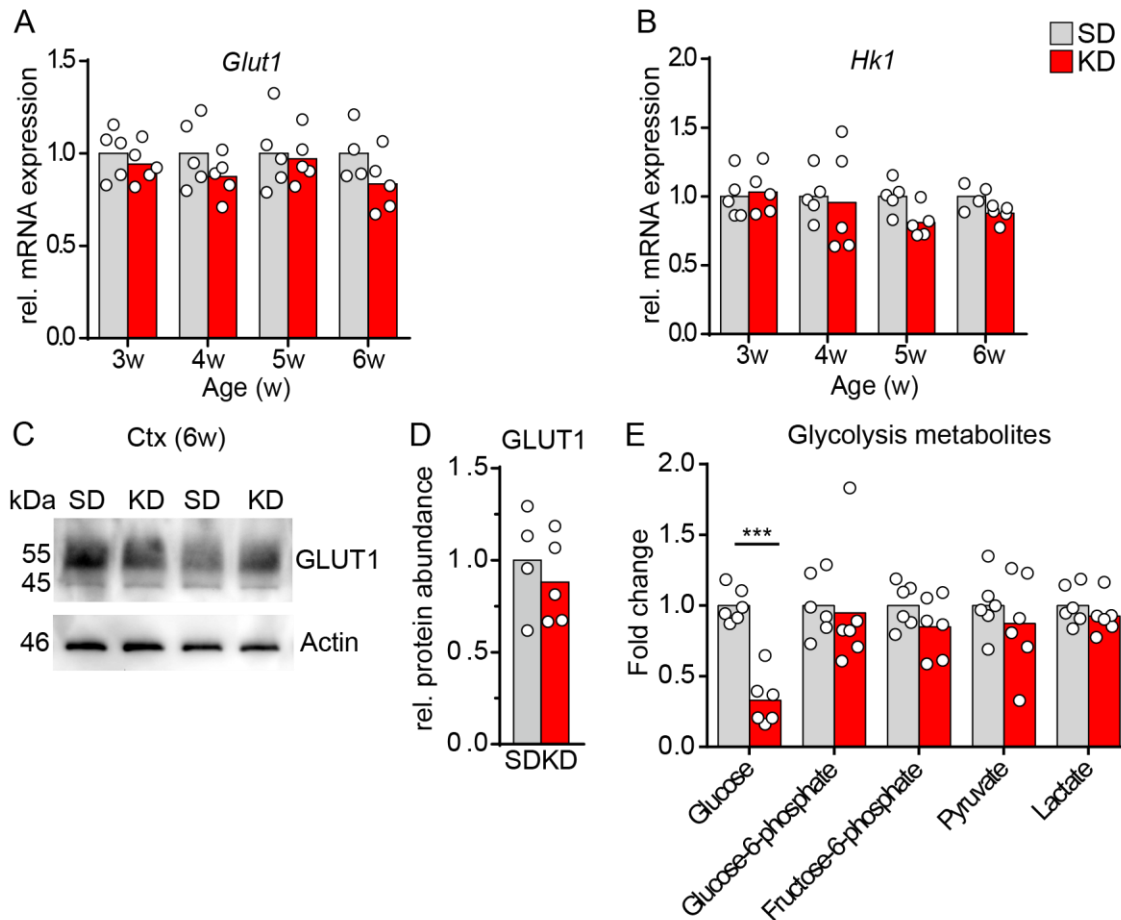 A
Glut1
rel. mRNA expression
1.5
1.0
0.5
0.0
3w 4w 5w 6w
Age (w)
B
Hk1
SD
KD
rel. mRNA expression
2.0
1.5
1.0
0.5
0.0
3w 4w 5w 6w
Age (w)
C
Ctx (6w)
kDa SD KD SD KD
55
45
GLUT1
46
Actin
D
GLUT1
rel. protein abundance
1.5
1.0
0.5
0.0
SDKD
E
Glycolysis metabolites
Fold change
2.0
1.5
1.0
0.5
0.0
***
Glucose
Glucose-6-phosphate
Fructose-6-phosphate
Pyruvate
Lactate